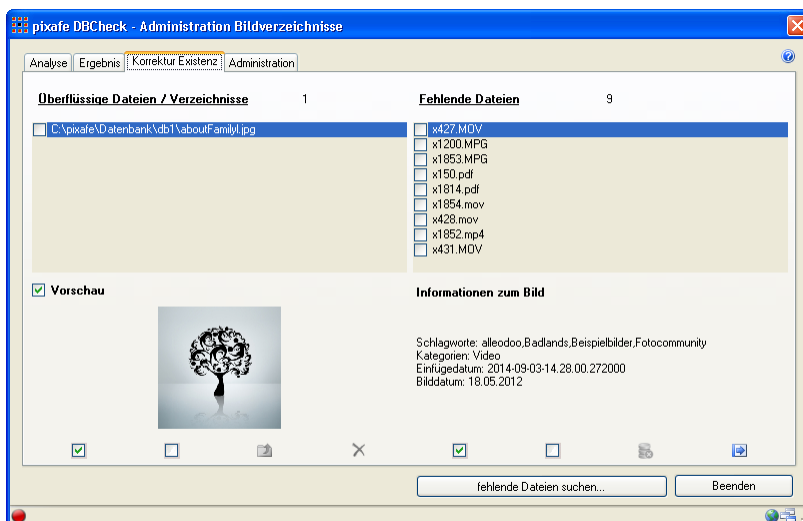 pixafe DBCheck - Administration Bildverzeichnisse
Analyse Ergebnis Korrektur Existenz Administration
Überflüssige Dateien / Verzeichnisse 1
Fehlende Dateien 9
C:\pixafe\Datenbank\db1\aboutFamilyI.jpg
x427.MOV
x1200.MPG
x1853.MPG
x150.pdf
x1814.pdf
x1854.mov
x428.mov
x1852.mp4
x431.MOV
Vorschau
Informationen zum Bild
Schlagworte: alleodoo,Badlands,Beispielbilder,Fotocommunity
Kategorien: Video
Einfügedatum: 2014-09-03-14.28.00.272000
Bilddatum: 18.05.2012
fehlende Dateien suchen...
Beenden